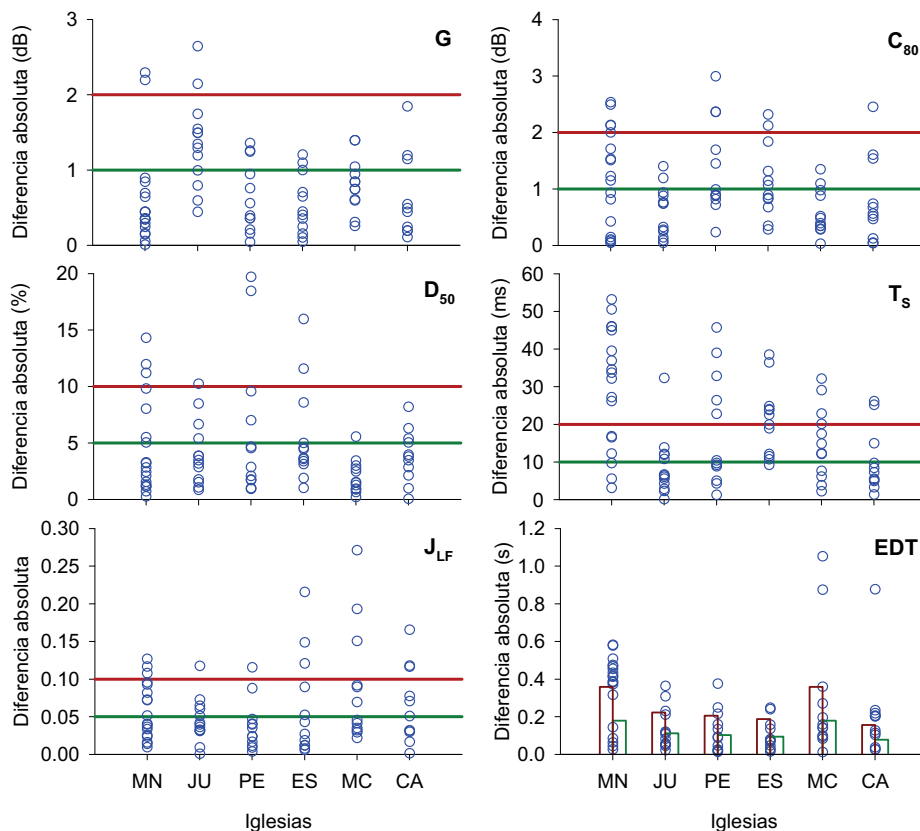 G
Diferencia absoluta (dB)
3
2
1
0
C80
Diferencia absoluta (dB)
4
3
2
1
0
D50
Diferencia absoluta (%)
20
15
10
5
0
TS
Diferencia absoluta (ms)
60
50
40
30
20
10
0
JLF
Diferencia absoluta
0.30
0.25
0.20
0.15
0.10
0.05
0.00
MN JU PE ES MC CA
Iglesias
EDT
Diferencia absoluta (s)
1.2
1.0
0.8
0.6
0.4
0.2
0.0
MN JU PE ES MC CA
Iglesias